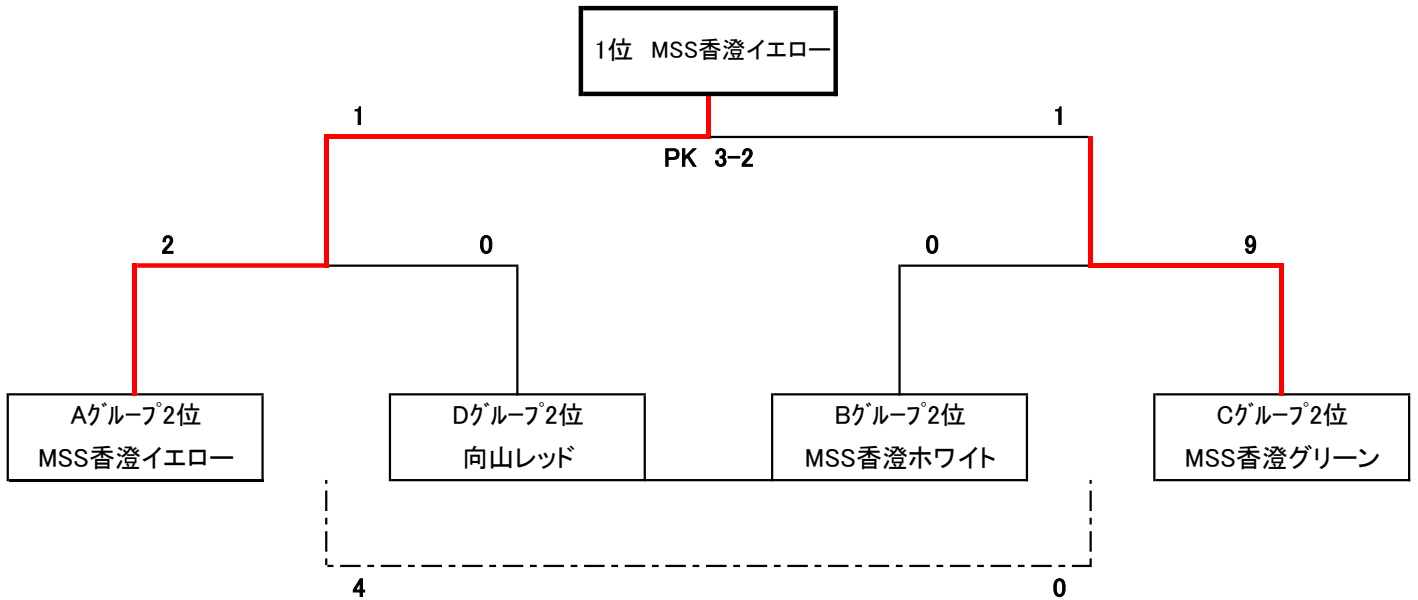 1位 MSS香澄イエロー
1
1
PK 3-2
2
0
0
9
Aグループ2位
MSS香澄イエロー
Dグループ2位
向山レッド
Bグループ2位
MSS香澄ホワイト
Cグループ2位
MSS香澄グリーン
4
0